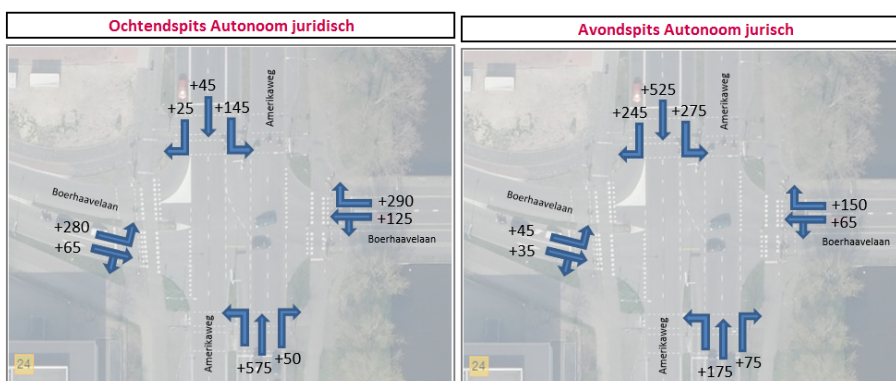 Ochtendspits Autonoom juridisch
+45
+25
+145
Amerikaweg
Boerhaavelaan
+280
+65
+290
+125
Boerhaavelaan
Amerikaweg
+575
+50
24
Avondspits Autonoom jurisch
+525
+245
+275
Amerikaweg
Boerhaavelaan
+45
+35
+150
+65
Boerhaavelaan
Amerikaweg
+175
+75
24